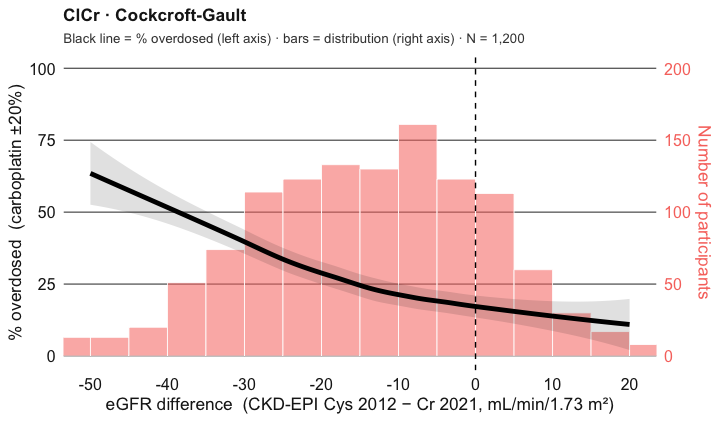 ClCr · Cockcroft-Gault
Black line = % overdosed (left axis) · bars = distribution (right axis) · N = 1,200
% overdosed (carboplatin ±20%)
100
75
50
25
0
200
150
100
50
0
Number of participants
-50 -40 -30 -20 -10 0 10 20
eGFR difference (CKD-EPI Cys 2012 − Cr 2021, mL/min/1.73 m²)